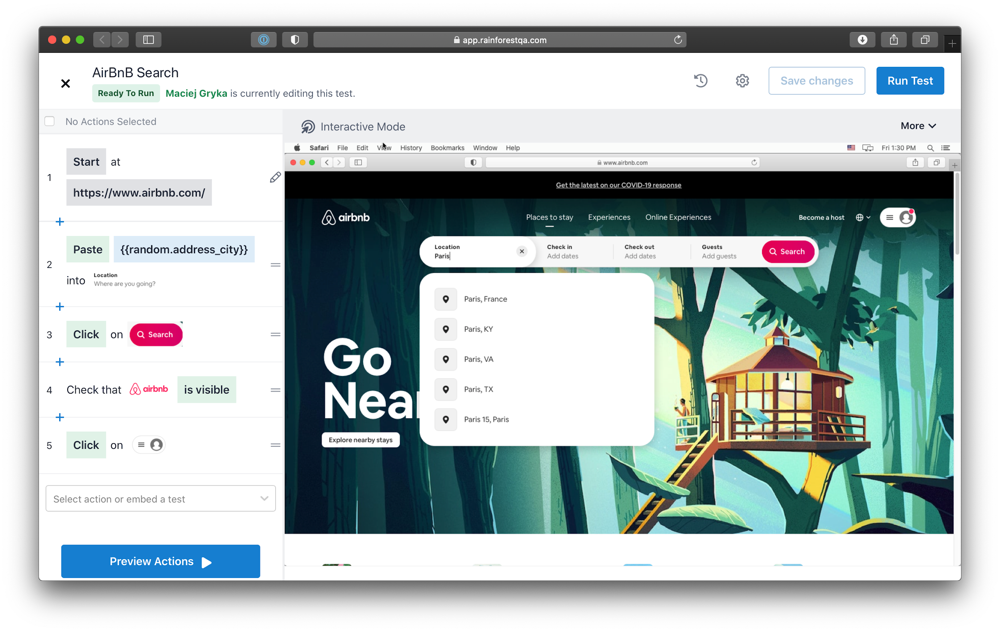 app.rainforestqa.com
AirBnB Search
Ready To Run Maciej Gryka is currently editing this test.
Save changes
Run Test
No Actions Selected
Interactive Mode
More
1
Start at
https://www.airbnb.com/
2
Paste {{random.address_city}}
into Location
Where are you going?
3
Click on Search
4
Check that airbnb is visible
5
Click on
Select action or embed a test
Preview Actions
Safari File Edit View History Bookmarks Window Help
Fri 1:30 PM
www.airbnb.com
Get the latest on our COVID-19 response
airbnb
Places to stay Experiences Online Experiences
Become a host
Location
Paris
Check in
Add dates
Check out
Add dates
Guests
Add guests
Search
Paris, France
Paris, KY
Paris, VA
Paris, TX
Paris 15, Paris
Go
Near
Explore nearby stays